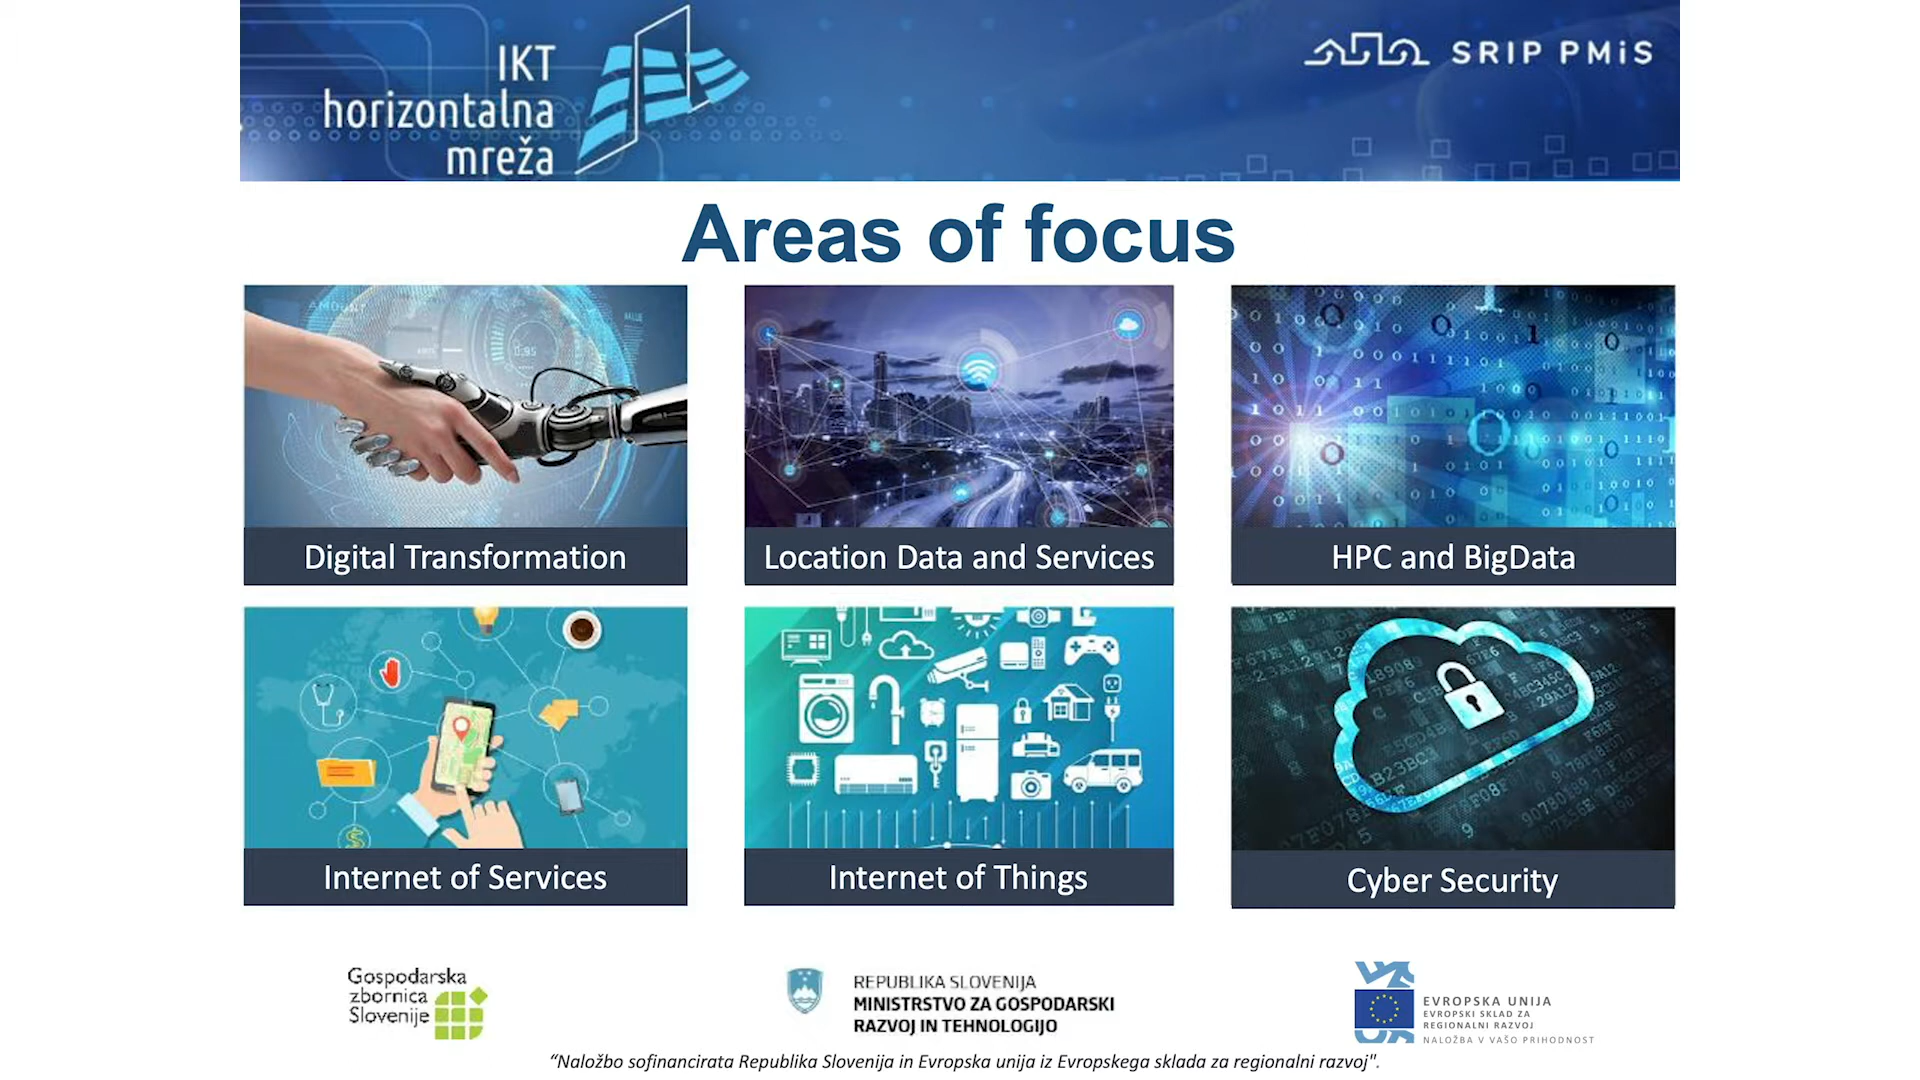 IKT
horizontalna
mreža
SRIP PMiS
Areas of focus
Digital Transformation
Location Data and Services
HPC and BigData
Internet of Services
Internet of Things
Cyber Security
Gospodarska
zbornica
Slovenije
REPUBLIKA SLOVENIJA
MINISTRSTVO ZA GOSPODARSKI
RAZVOJ IN TEHNOLOGIJO
EVROPSKA UNIJA
EVROPSKI SKLAD ZA
REGIONALNI RAZVOJ
NALOŽBA V VAŠO PRIHODNOST
“Naložbo sofinancirata Republika Slovenija in Evropska unija iz Evropskega sklada za regionalni razvoj".